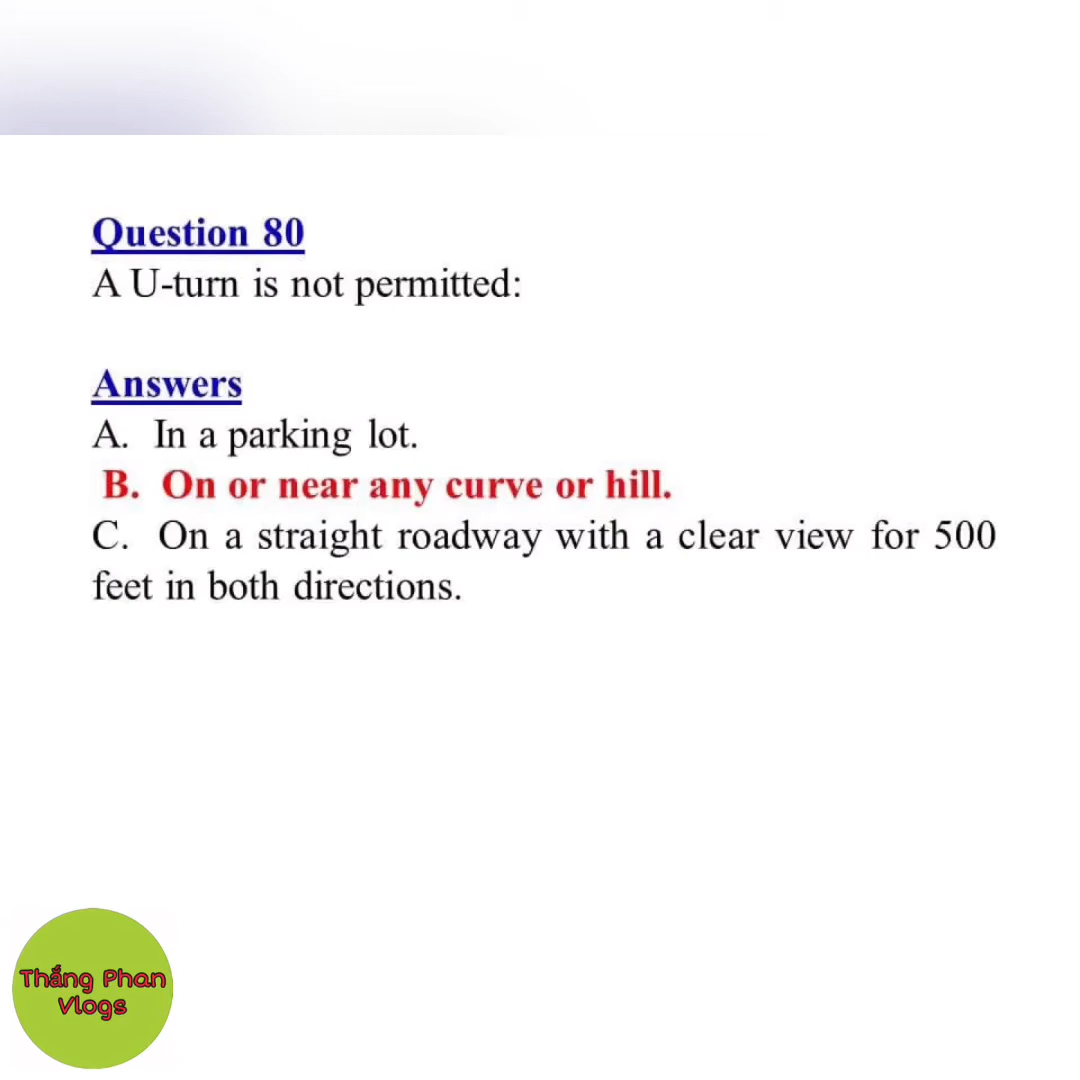 Question 80
A U-turn is not permitted:
Answers
A. In a parking lot.
B. On or near any curve or hill.
C. On a straight roadway with a clear view for 500
feet in both directions.
Thắng Phan
Vlogs